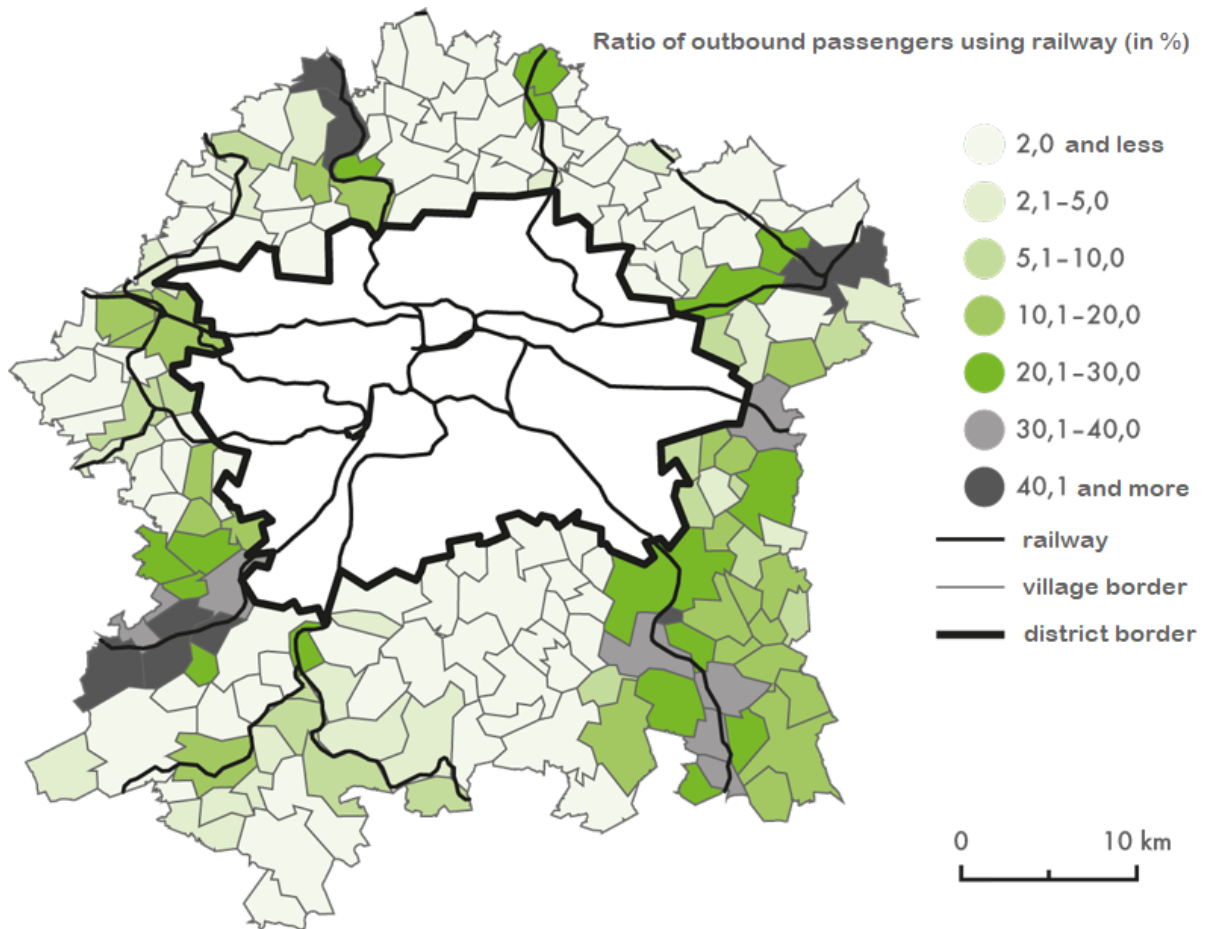 Ratio of outbound passengers using railway (in %)
2,0 and less
2,1–5,0
5,1–10,0
10,1–20,0
20,1–30,0
30,1–40,0
40,1 and more
railway
village border
district border
0 10 km